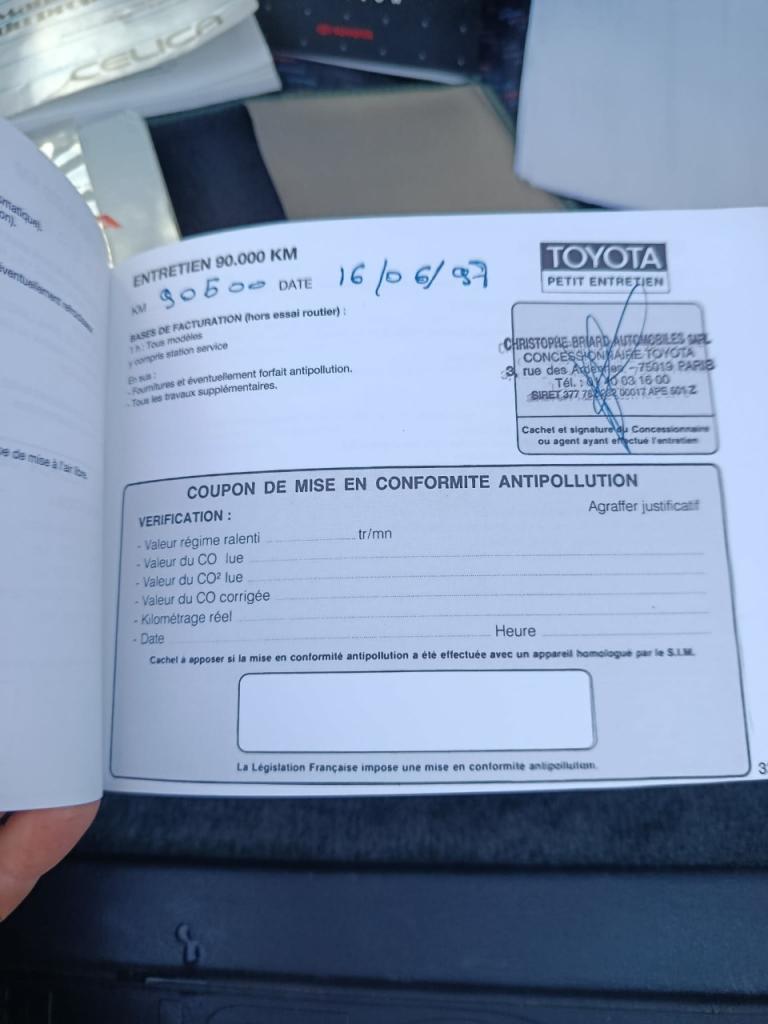 CELICA
TOYOTA
ENTRETIEN 90.000 KM
KM 90500 DATE 16/06/97
BASES DE FACTURATION (hors essai routier) :
1 h : Tous modèles
y compris station service
En sus :
- Fournitures et éventuellement forfait antipollution.
- Tous les travaux supplémentaires.
TOYOTA
PETIT ENTRETIEN
CHRISTOPHE BRIARD AUTOMOBILES SARL
CONCESSIONNAIRE TOYOTA
3, rue des Ardennes - 75019 PARIS
Tél. : 40 03 16 00
SIRET 377 00017 APE 501 Z
Cachet et signature du Concessionnaire
ou agent ayant effectué l'entretien
COUPON DE MISE EN CONFORMITE ANTIPOLLUTION
Agraffer justificatif
VERIFICATION :
- Valeur régime ralenti tr/mn
- Valeur du CO lue
- Valeur du CO² lue
- Valeur du CO corrigée
- Kilométrage réel
- Date Heure
Cachet à apposer si la mise en conformité antipollution a été effectuée avec un appareil homologué par le S.I.M.
La Législation Française impose une mise en conformité antipollution.